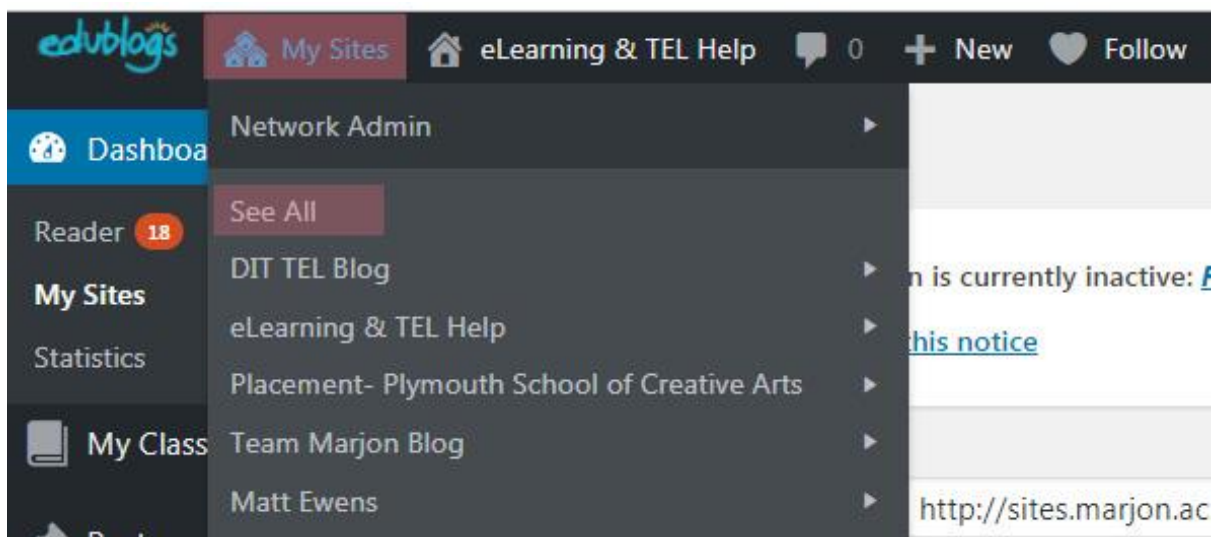 edublogs My Sites eLearning & TEL Help 0 + New Follow
Network Admin
Dashboa
See All
Reader 18
DIT TEL Blog
n is currently inactive:
My Sites
eLearning & TEL Help
this notice
Statistics
Placement- Plymouth School of Creative Arts
My Class
Team Marjon Blog
Matt Ewens
http://sites.marjon.ac